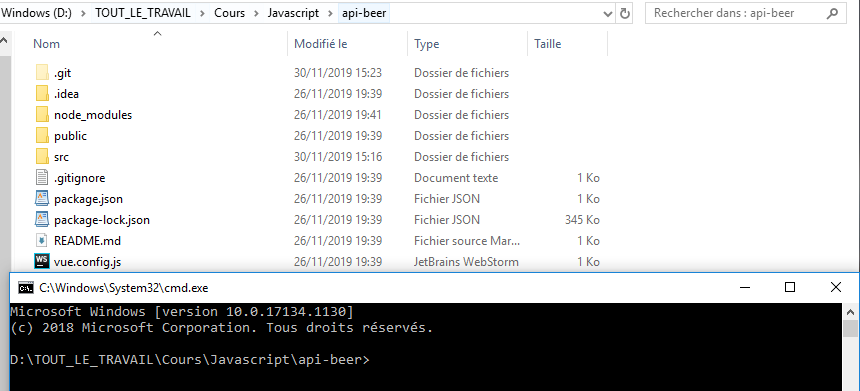 Windows (D:) > TOUT_LE_TRAVAIL > Cours > Javascript > api-beer Rechercher dans : api-beer
Nom Modifié le Type Taille
.git 30/11/2019 15:23 Dossier de fichiers
.idea 26/11/2019 19:39 Dossier de fichiers
node_modules 26/11/2019 19:41 Dossier de fichiers
public 26/11/2019 19:39 Dossier de fichiers
src 30/11/2019 15:16 Dossier de fichiers
.gitignore 26/11/2019 19:39 Document texte 1 Ko
package.json 26/11/2019 19:39 Fichier JSON 1 Ko
package-lock.json 26/11/2019 19:39 Fichier JSON 345 Ko
README.md 26/11/2019 19:39 Fichier source Mar... 1 Ko
WS vue.config.js 26/11/2019 19:39 JetBrains WebStorm 1 Ko
C:\Windows\System32\cmd.exe
Microsoft Windows [version 10.0.17134.1130]
(c) 2018 Microsoft Corporation. Tous droits réservés.
D:\TOUT_LE_TRAVAIL\Cours\Javascript\api-beer>